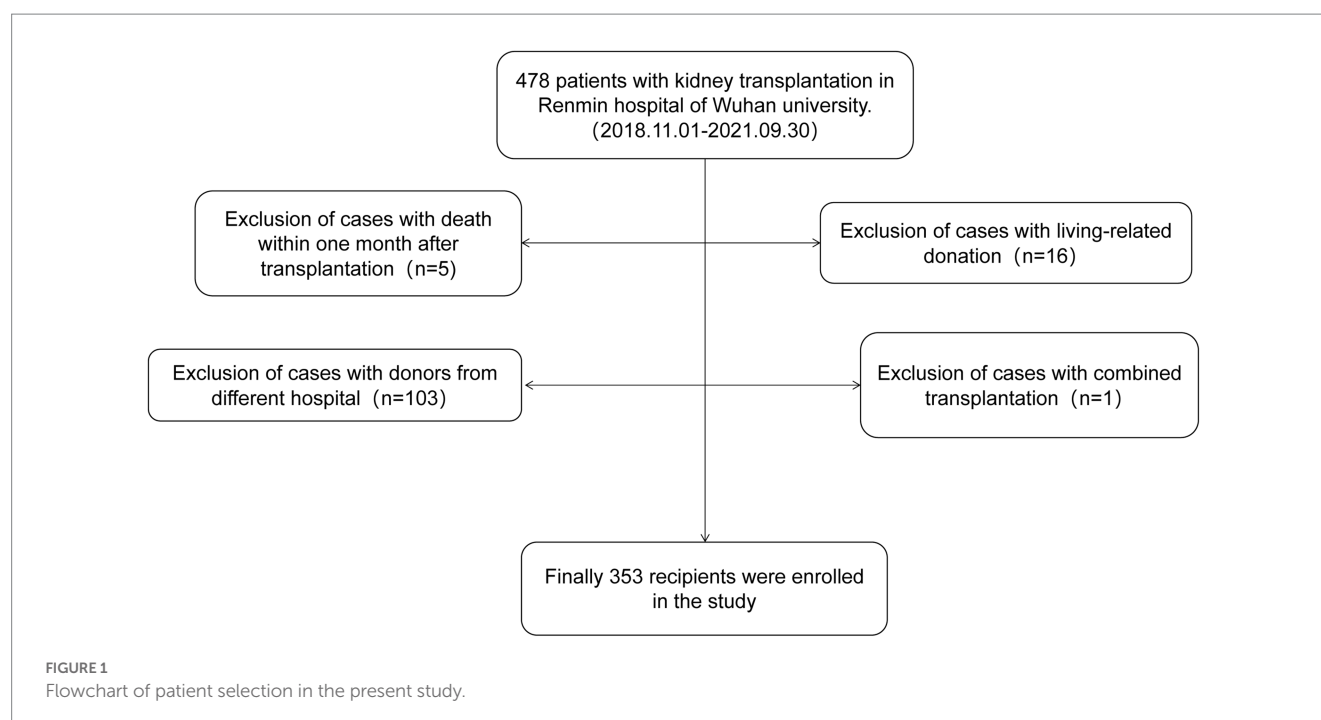 478 patients with kidney transplantation in
Renmin hospital of Wuhan university.
（2018.11.01-2021.09.30）
Exclusion of cases with death
within one month after
transplantation（n=5）
Exclusion of cases with living-related
donation（n=16）
Exclusion of cases with donors from
different hospital（n=103）
Exclusion of cases with combined
transplantation（n=1）
Finally 353 recipients were enrolled
in the study
FIGURE 1
Flowchart of patient selection in the present study.